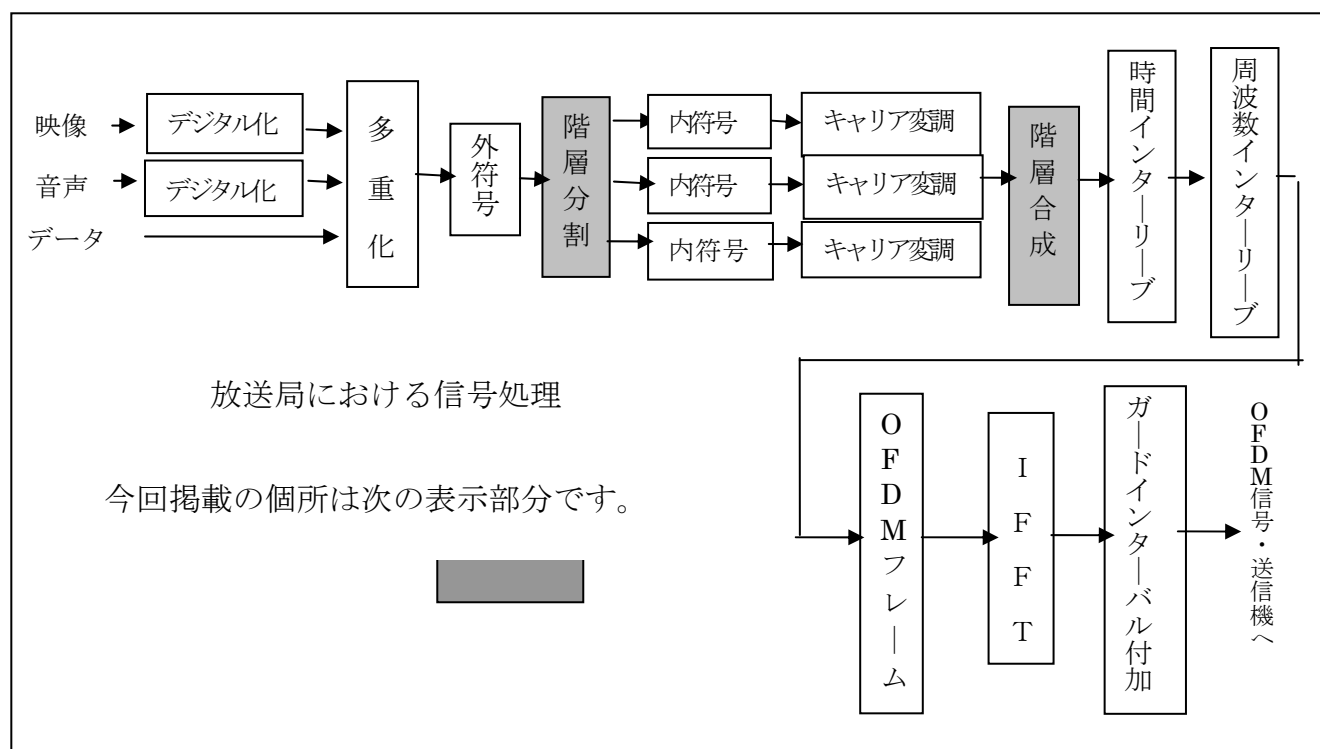 映像
デジタル化
音声
デジタル化
データ
多重化
外符号
階層分割
内符号
キャリア変調
内符号
キャリア変調
内符号
キャリア変調
階層合成
時間インターリーブ
周波数インターリーブ
放送局における信号処理
今回掲載の個所は次の表示部分です。
OFDMフレーム
IFFT
ガードインターバル付加
OFDM信号・送信機へ